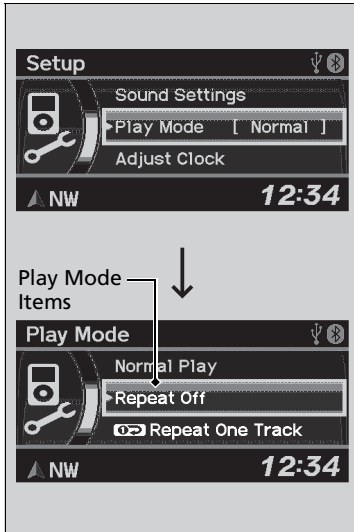 Setup
Sound Settings
Play Mode [ Normal ]
Adjust Clock
NW 12:34
Play Mode
Items
Play Mode
Normal Play
Repeat Off
Repeat One Track
NW 12:34